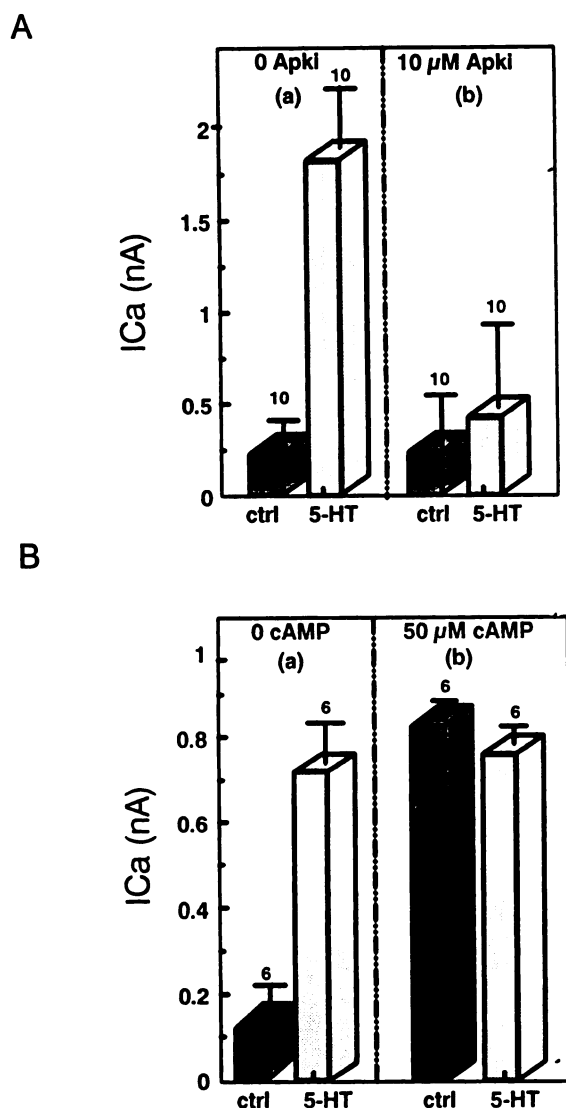 A
0 Apki
10 µM Apki
(a)
(b)
ICa (nA)
2
1.5
1
0.5
0
10
10
10
10
ctrl
5-HT
ctrl
5-HT
B
0 cAMP
50 µM cAMP
(a)
(b)
ICa (nA)
1
0.8
0.6
0.4
0.2
0
6
6
6
6
ctrl
5-HT
ctrl
5-HT